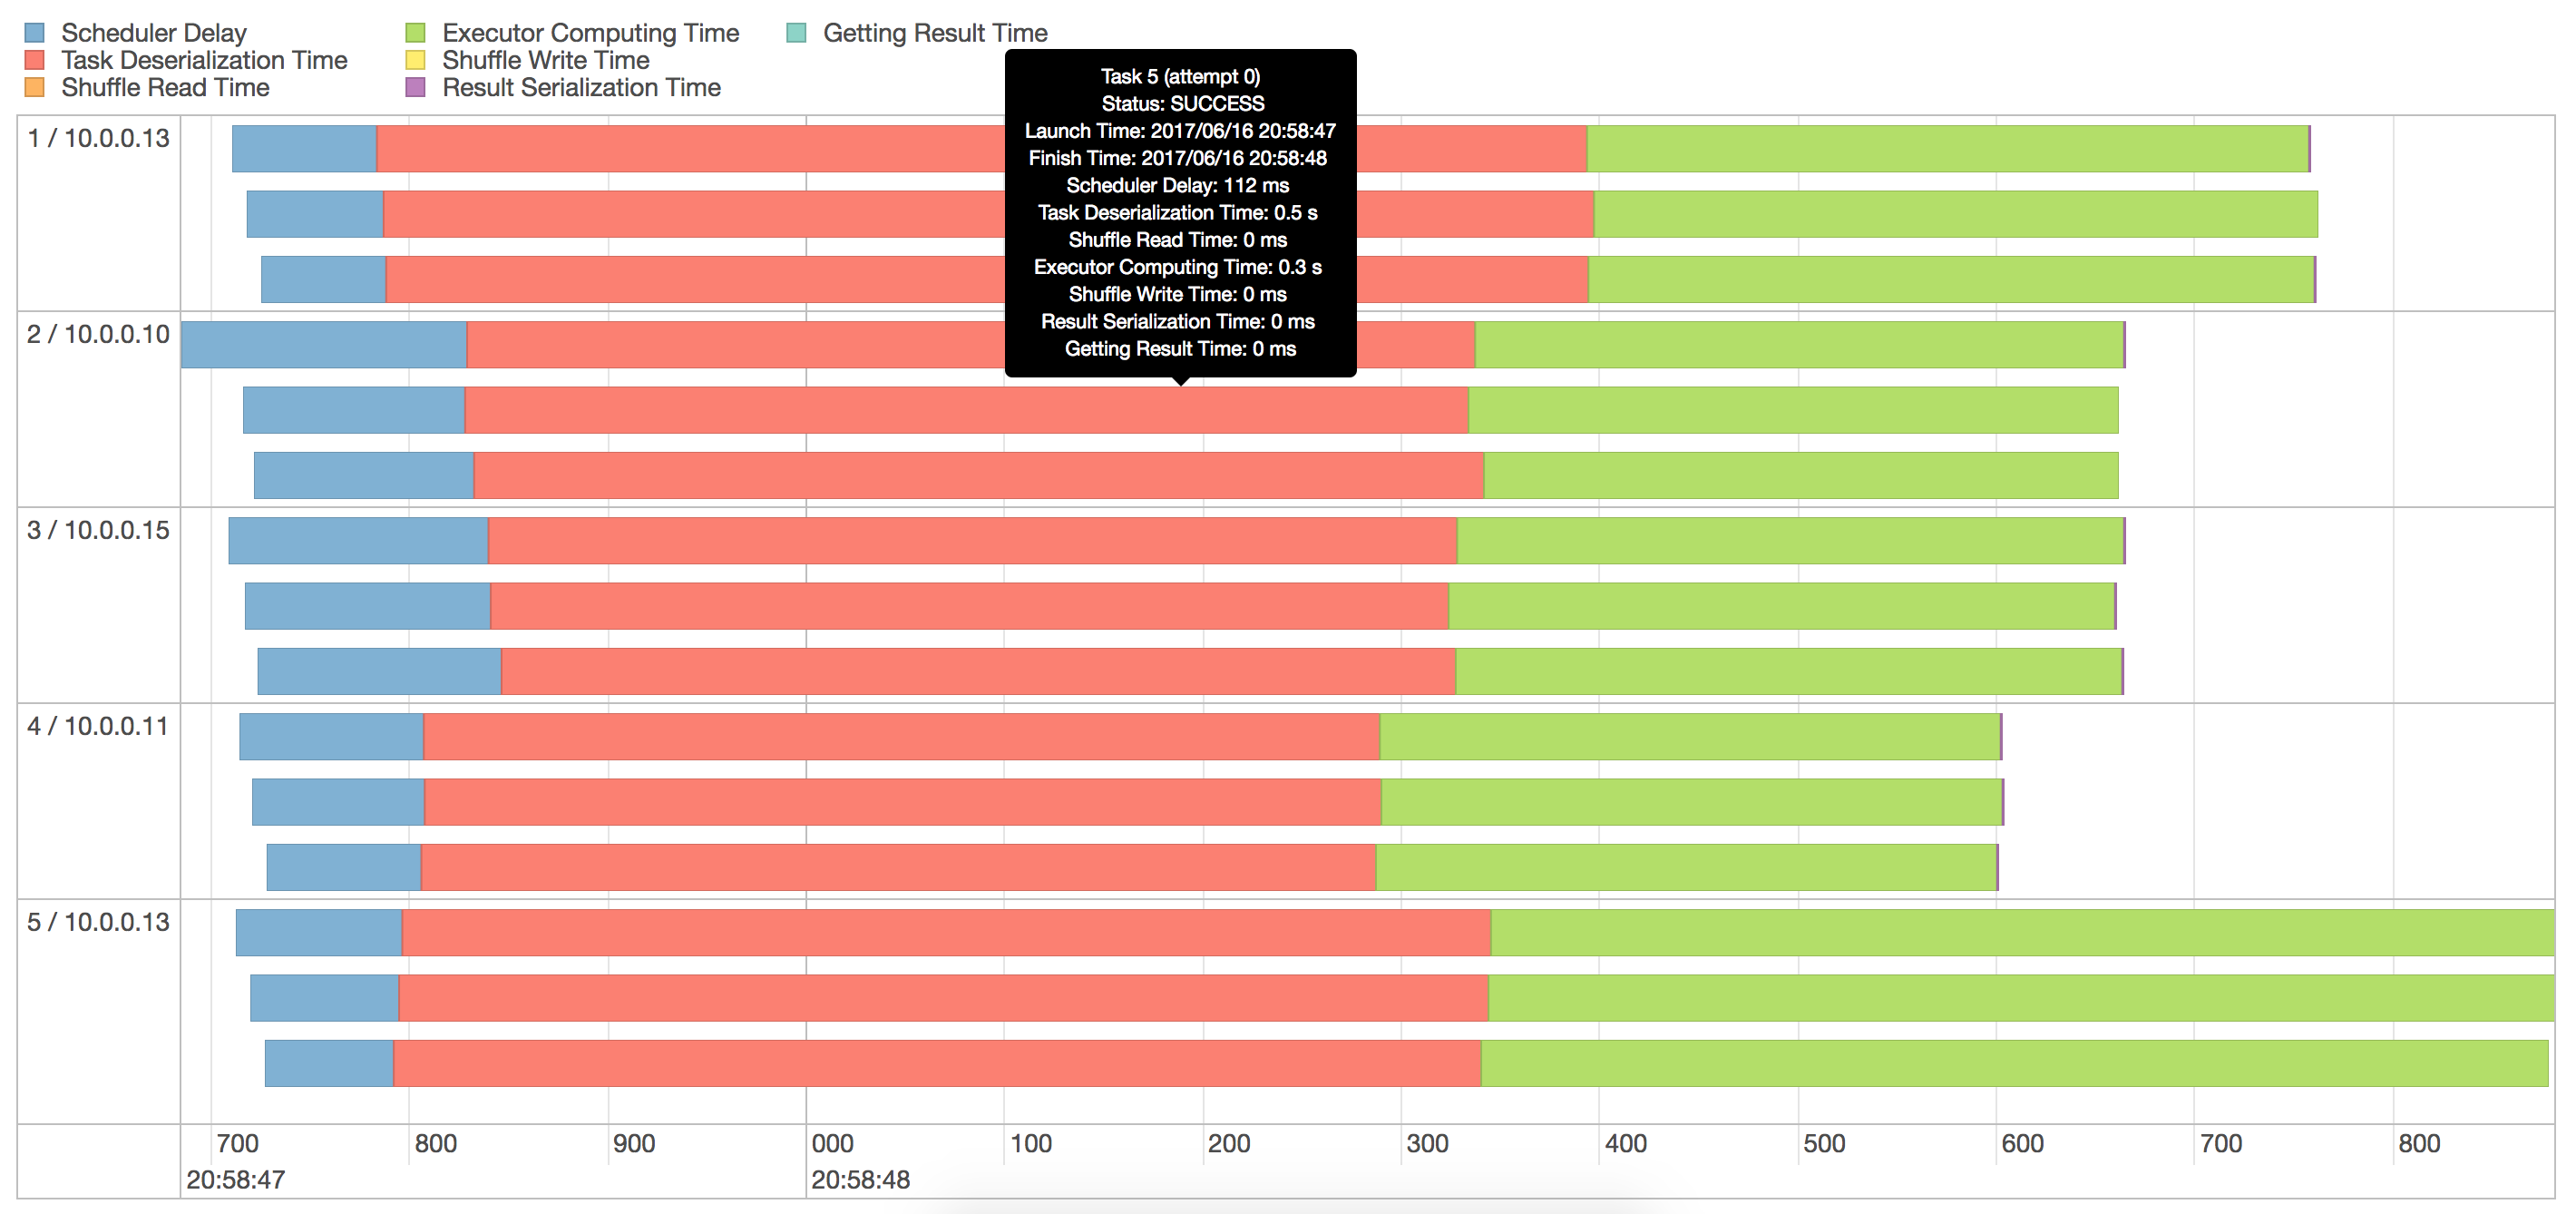 Scheduler Delay
Executor Computing Time
Getting Result Time
Task Deserialization Time
Shuffle Write Time
Shuffle Read Time
Result Serialization Time
Task 5 (attempt 0)
Status: SUCCESS
Launch Time: 2017/06/16 20:58:47
Finish Time: 2017/06/16 20:58:48
Scheduler Delay: 112 ms
Task Deserialization Time: 0.5 s
Shuffle Read Time: 0 ms
Executor Computing Time: 0.3 s
Shuffle Write Time: 0 ms
Result Serialization Time: 0 ms
Getting Result Time: 0 ms
1 / 10.0.0.13
2 / 10.0.0.10
3 / 10.0.0.15
4 / 10.0.0.11
5 / 10.0.0.13
700 800 900 000 100 200 300 400 500 600 700 800
20:58:47 20:58:48